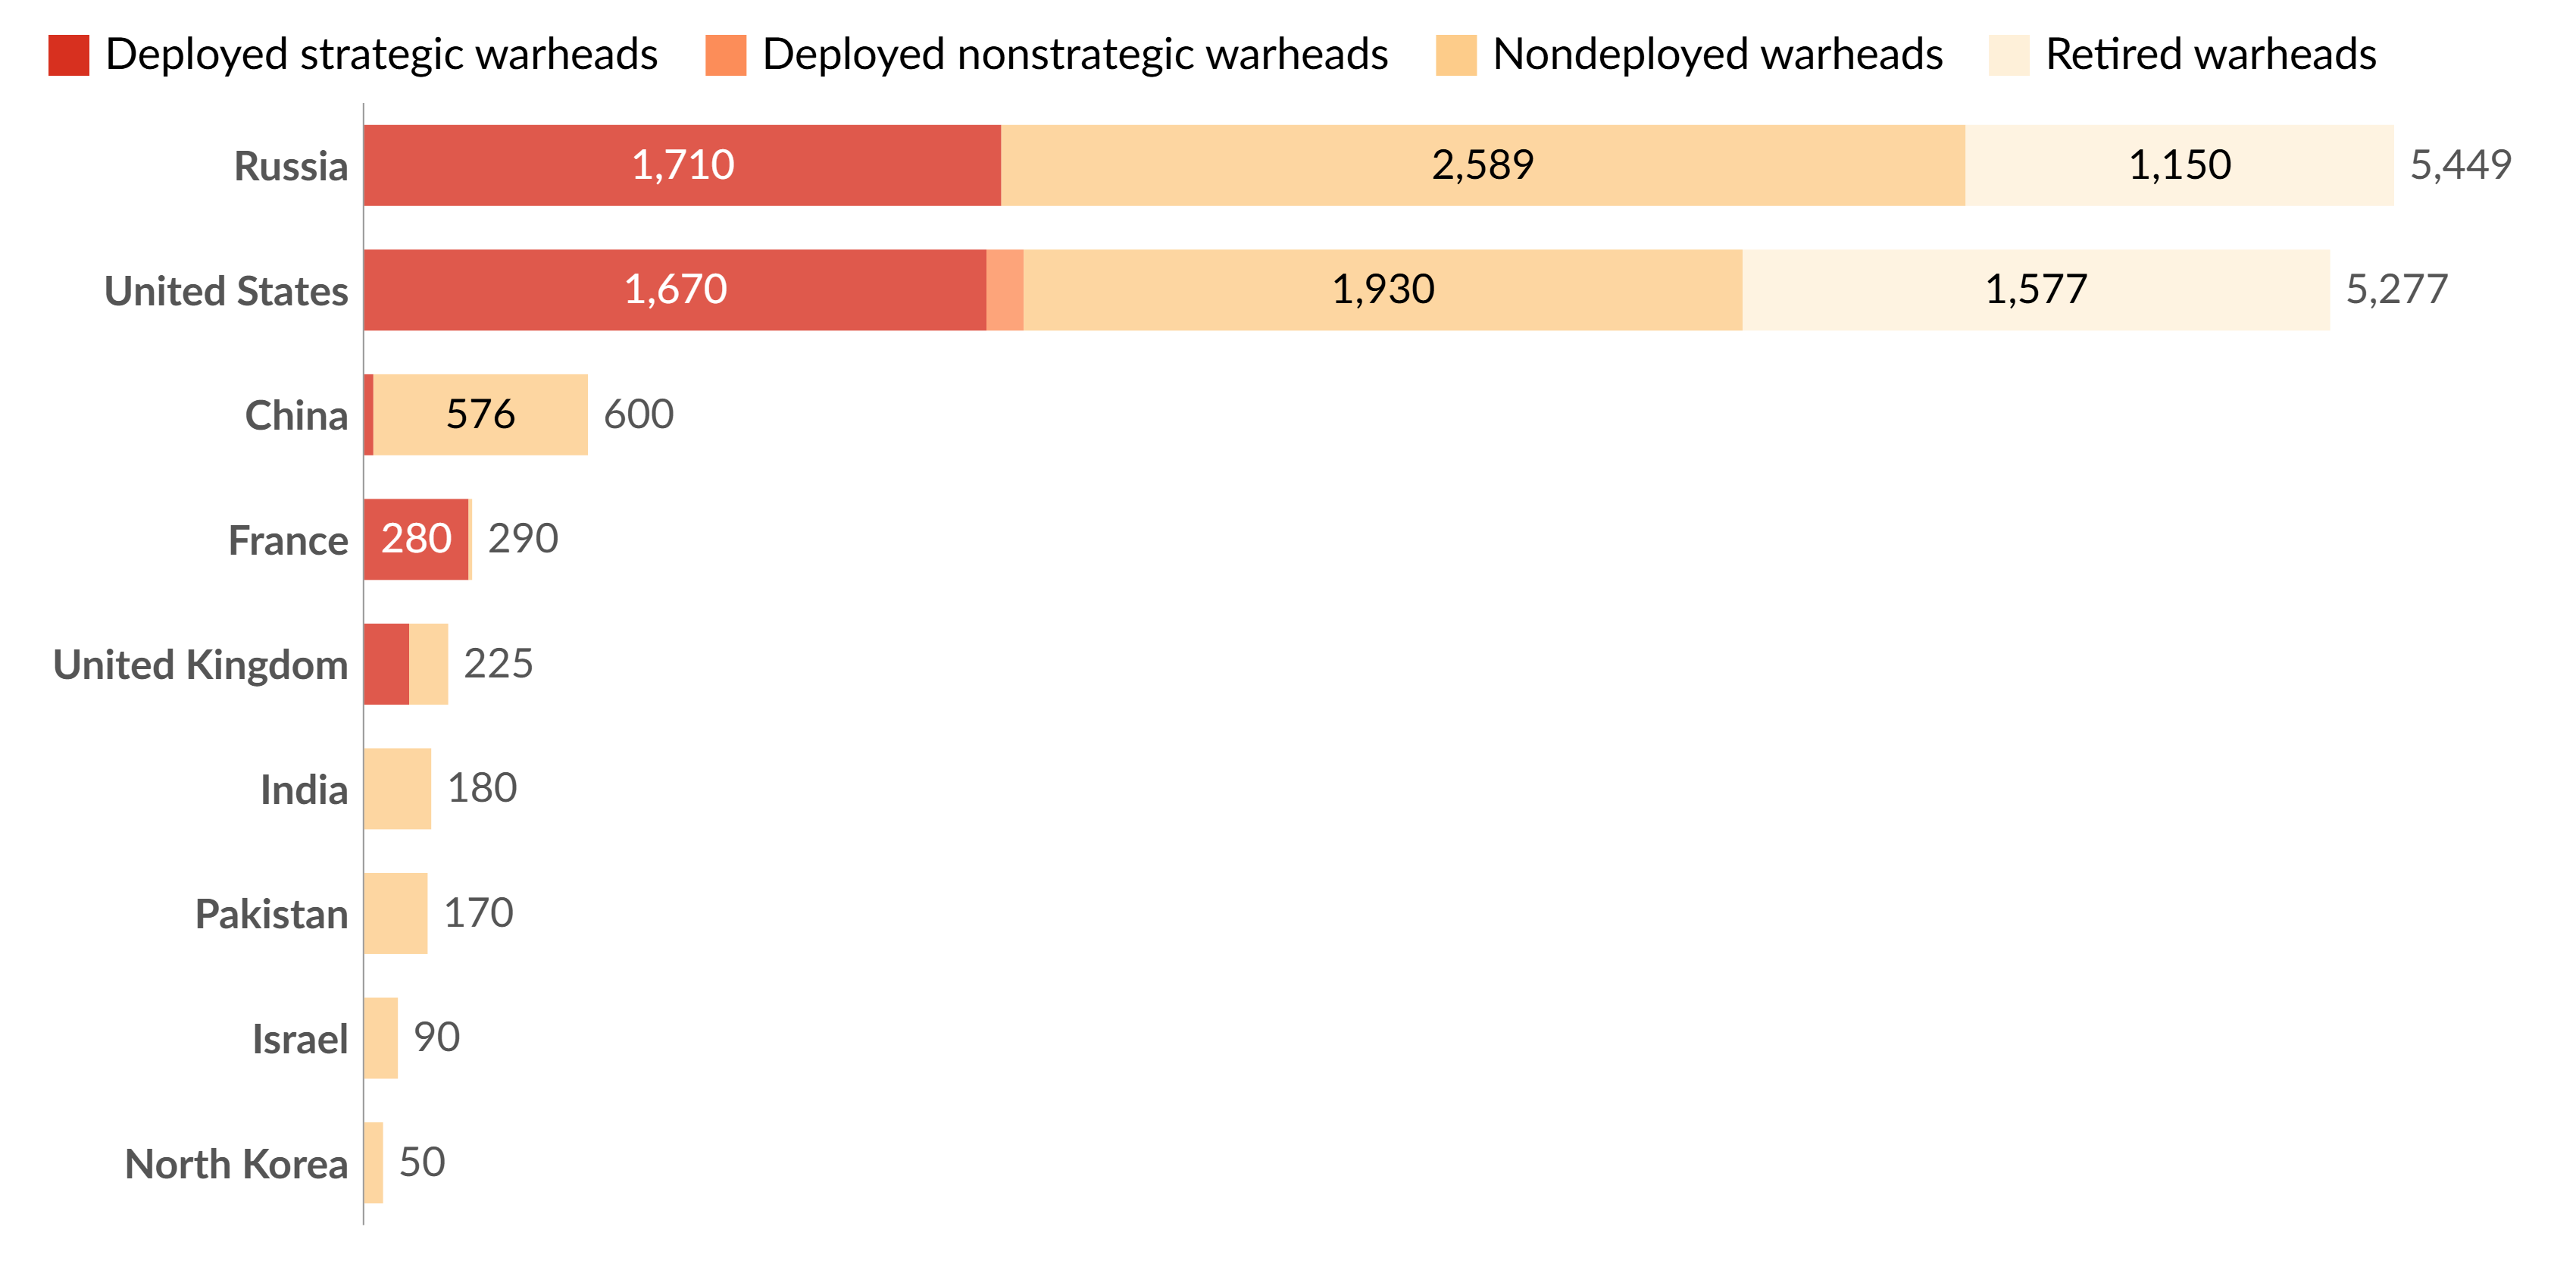 Deployed strategic warheads Deployed nonstrategic warheads Nondeployed warheads Retired warheads
Russia 1,710 2,589 1,150 5,449
United States 1,670 1,930 1,577 5,277
China 576 600
France 280 290
United Kingdom 225
India 180
Pakistan 170
Israel 90
North Korea 50